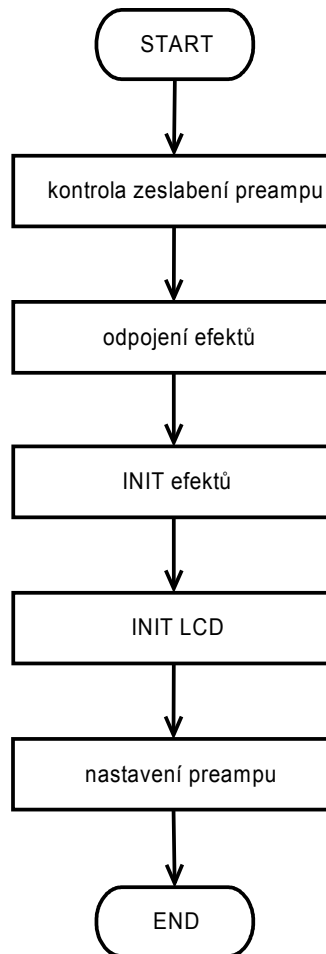 START
kontrola zeslabení preampu
odpojení efektů
INIT efektů
INIT LCD
nastavení preampu
END